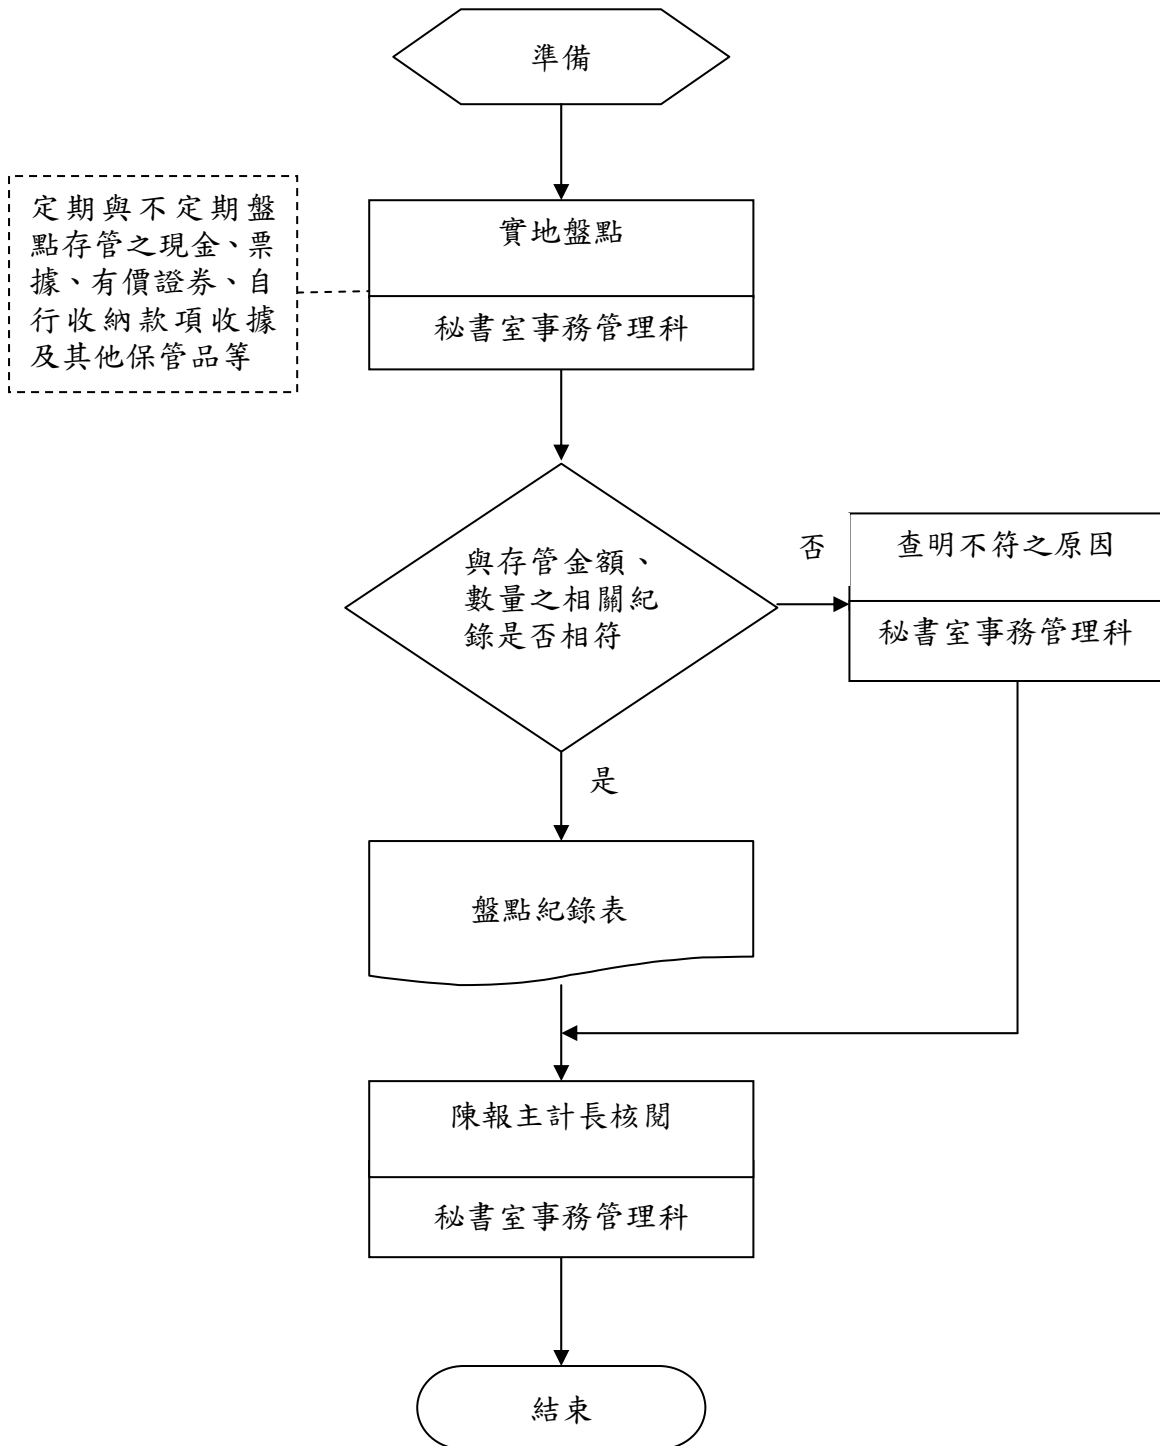 準備
定期與不定期盤
點存管之現金、票
據、有價證券、自
行收納款項收據
及其他保管品等
實地盤點
秘書室事務管理科
與存管金額、
數量之相關紀
錄是否相符
否
查明不符之原因
秘書室事務管理科
是
盤點紀錄表
陳報主計長核閱
秘書室事務管理科
結束